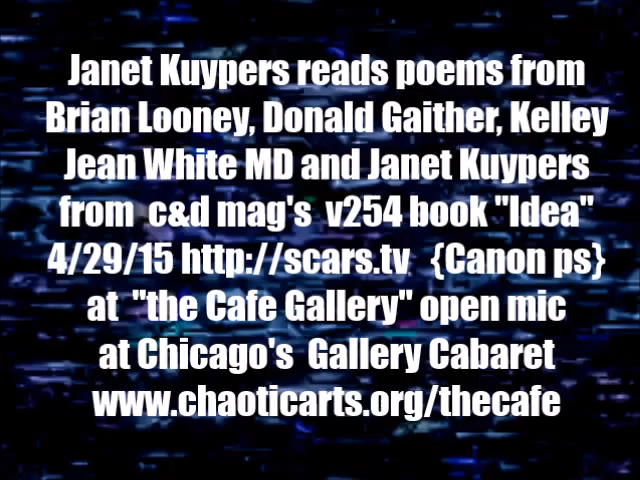 Janet Kuypers reads poems from
Brian Looney, Donald Gaither, Kelley
Jean White MD and Janet Kuypers
from c&d mag's v254 book "Idea"
4/29/15 http://scars.tv {Canon ps}
at "the Cafe Gallery" open mic
at Chicago's Gallery Cabaret
www.chaoticarts.org/thecafe